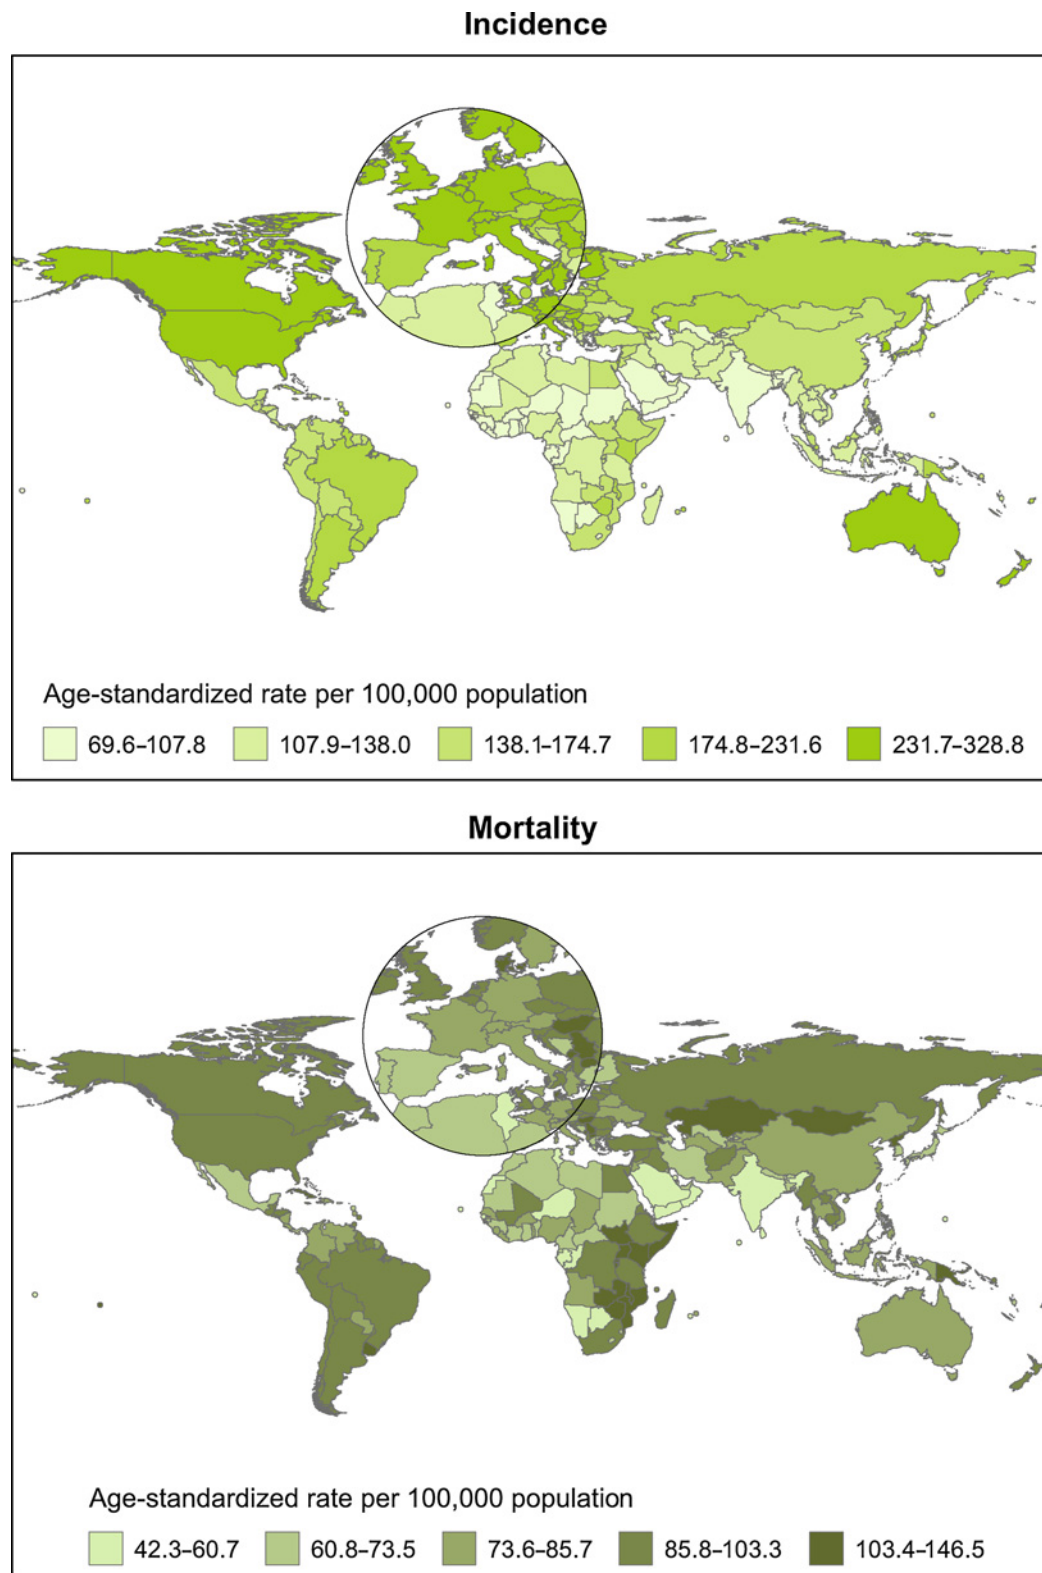 Incidence
Age-standardized rate per 100,000 population
69.6–107.8 107.9–138.0 138.1–174.7 174.8–231.6 231.7–328.8
Mortality
Age-standardized rate per 100,000 population
42.3–60.7 60.8–73.5 73.6–85.7 85.8–103.3 103.4–146.5